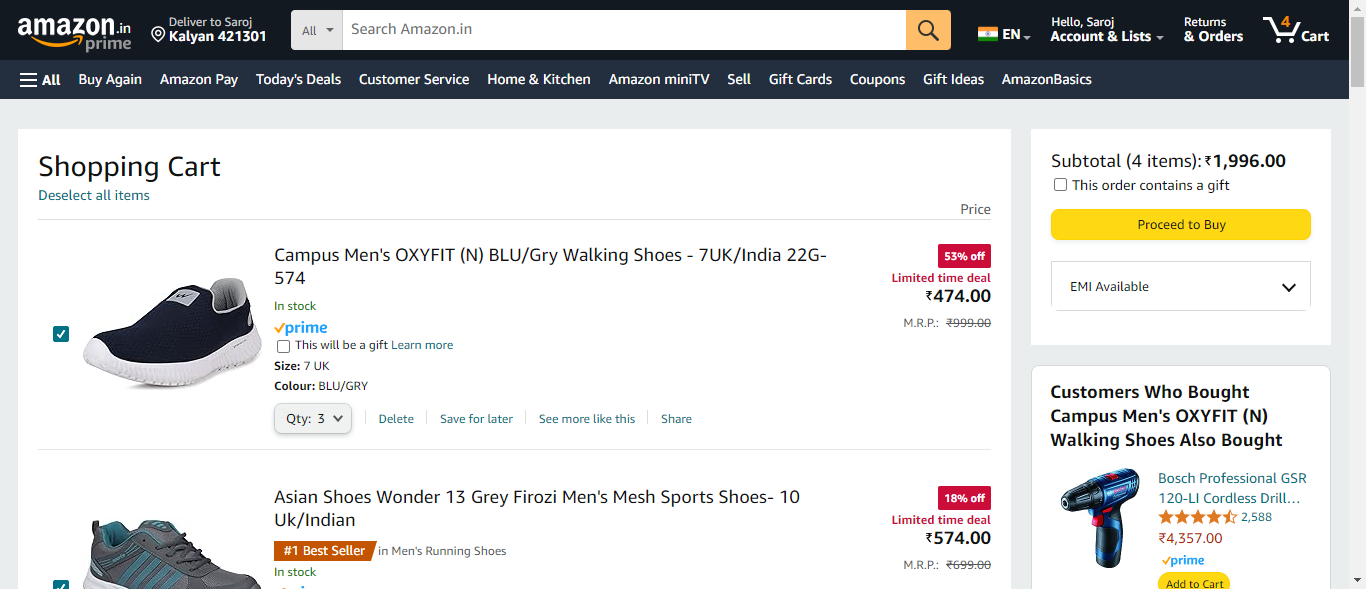 amazon.in
prime
Deliver to Saroj
Kalyan 421301
All
Search Amazon.in
EN
Hello, Saroj
Account & Lists
Returns
& Orders
4
Cart
All
Buy Again
Amazon Pay
Today's Deals
Customer Service
Home & Kitchen
Amazon miniTV
Sell
Gift Cards
Coupons
Gift Ideas
AmazonBasics
Shopping Cart
Deselect all items
Price
Campus Men's OXYFIT (N) BLU/Gry Walking Shoes - 7UK/India 22G-
574
In stock
prime
This will be a gift Learn more
Size: 7 UK
Colour: BLU/GRY
Qty: 3
Delete
Save for later
See more like this
Share
53% off
Limited time deal
₹474.00
M.R.P.: ₹999.00
Asian Shoes Wonder 13 Grey Firozi Men's Mesh Sports Shoes- 10
Uk/Indian
#1 Best Seller in Men's Running Shoes
In stock
18% off
Limited time deal
₹574.00
M.R.P.: ₹699.00
Subtotal (4 items): ₹1,996.00
This order contains a gift
Proceed to Buy
EMI Available
Customers Who Bought
Campus Men's OXYFIT (N)
Walking Shoes Also Bought
Bosch Professional GSR
120-LI Cordless Drill…
2,588
₹4,357.00
prime
Add to Cart